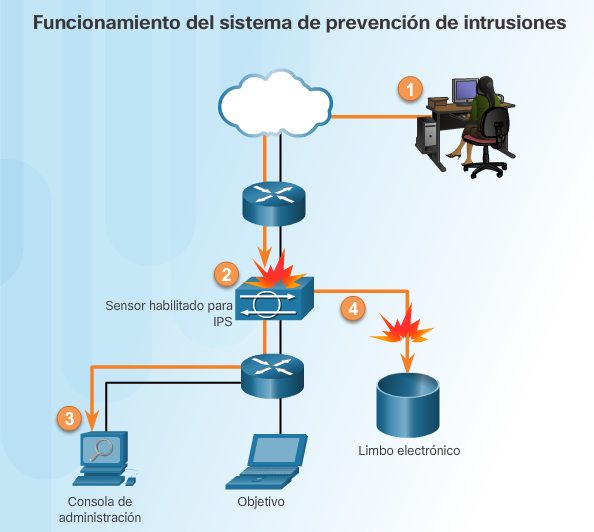 Funcionamiento del sistema de prevención de intrusiones
1
2
Sensor habilitado para
IPS
4
3
Limbo electrónico
Consola de
administración
Objetivo